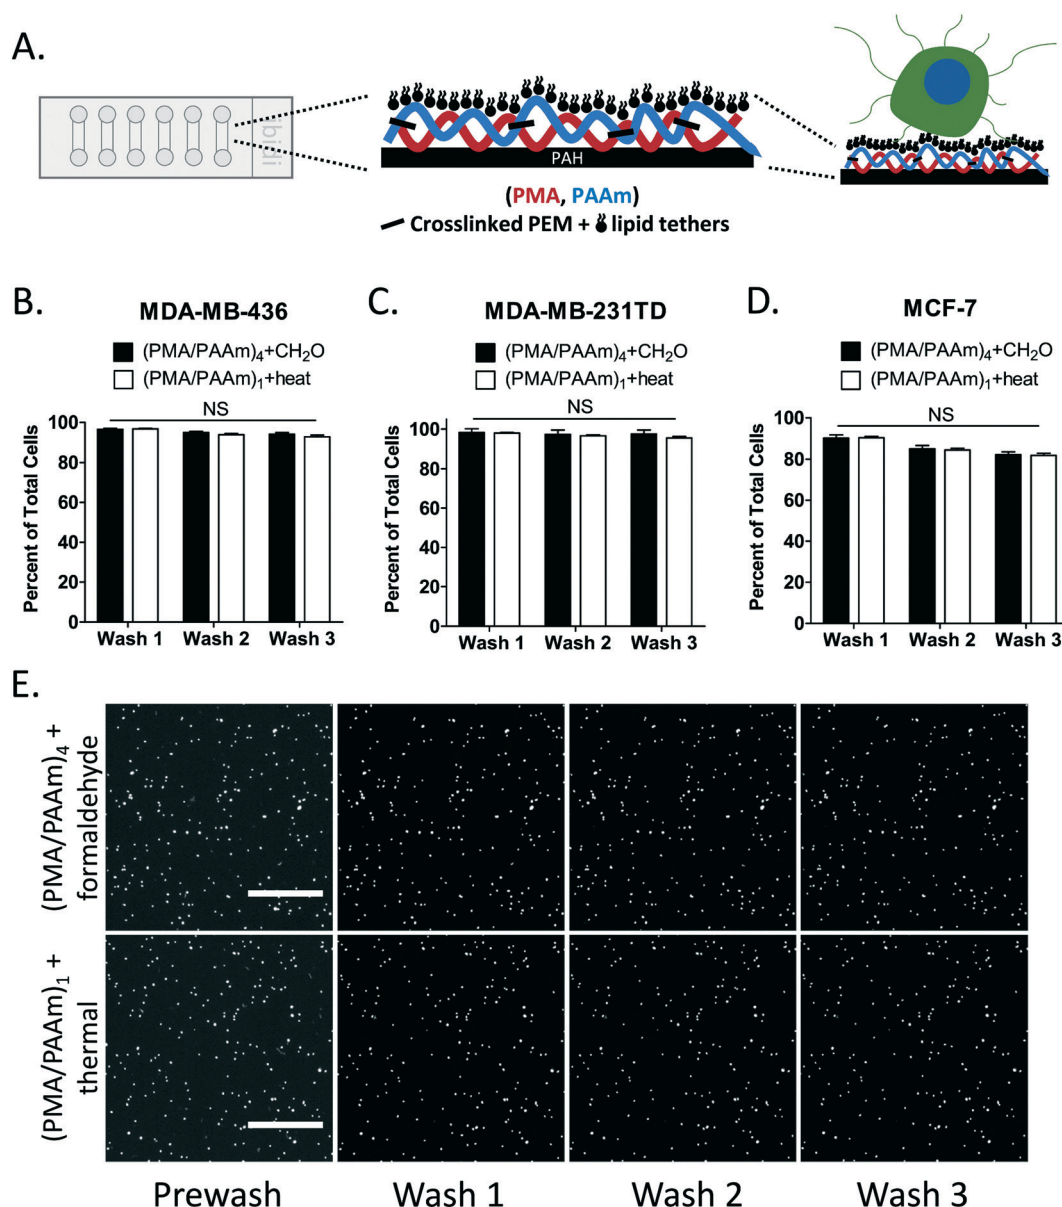 A.
ibidi
PAH
(PMA, PAAm)
Crosslinked PEM + lipid tethers
B.
MDA-MB-436
(PMA/PAAm)₄+CH₂O
(PMA/PAAm)₁+heat
NS
Percent of Total Cells
100
80
60
40
20
0
Wash 1 Wash 2 Wash 3
C.
MDA-MB-231TD
(PMA/PAAm)₄+CH₂O
(PMA/PAAm)₁+heat
NS
Percent of Total Cells
100
80
60
40
20
0
Wash 1 Wash 2 Wash 3
D.
MCF-7
(PMA/PAAm)₄+CH₂O
(PMA/PAAm)₁+heat
NS
Percent of Total Cells
100
80
60
40
20
0
Wash 1 Wash 2 Wash 3
E.
(PMA/PAAm)₄ +
formaldehyde
(PMA/PAAm)₁ +
thermal
Prewash Wash 1 Wash 2 Wash 3